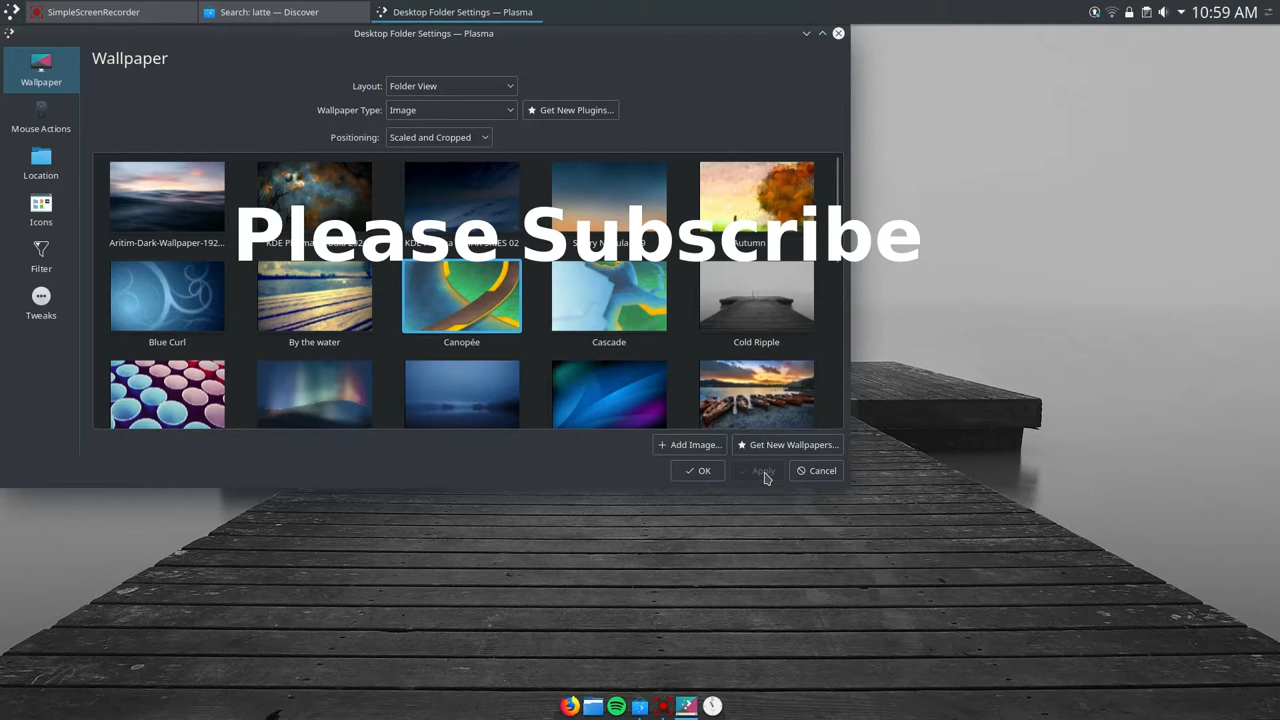 SimpleScreenRecorder
Search: latte — Discover
Desktop Folder Settings — Plasma
10:59 AM
Desktop Folder Settings — Plasma
Wallpaper
Mouse Actions
Location
Icons
Filter
Tweaks
Wallpaper
Layout: Folder View
Wallpaper Type: Image Get New Plugins...
Positioning: Scaled and Cropped
Aritim-Dark-Wallpaper-192...
KDE 02
Autumn
Please Subscribe
Blue Curl
By the water
Canopée
Cascade
Cold Ripple
Add Image...
Get New Wallpapers...
OK
Apply
Cancel